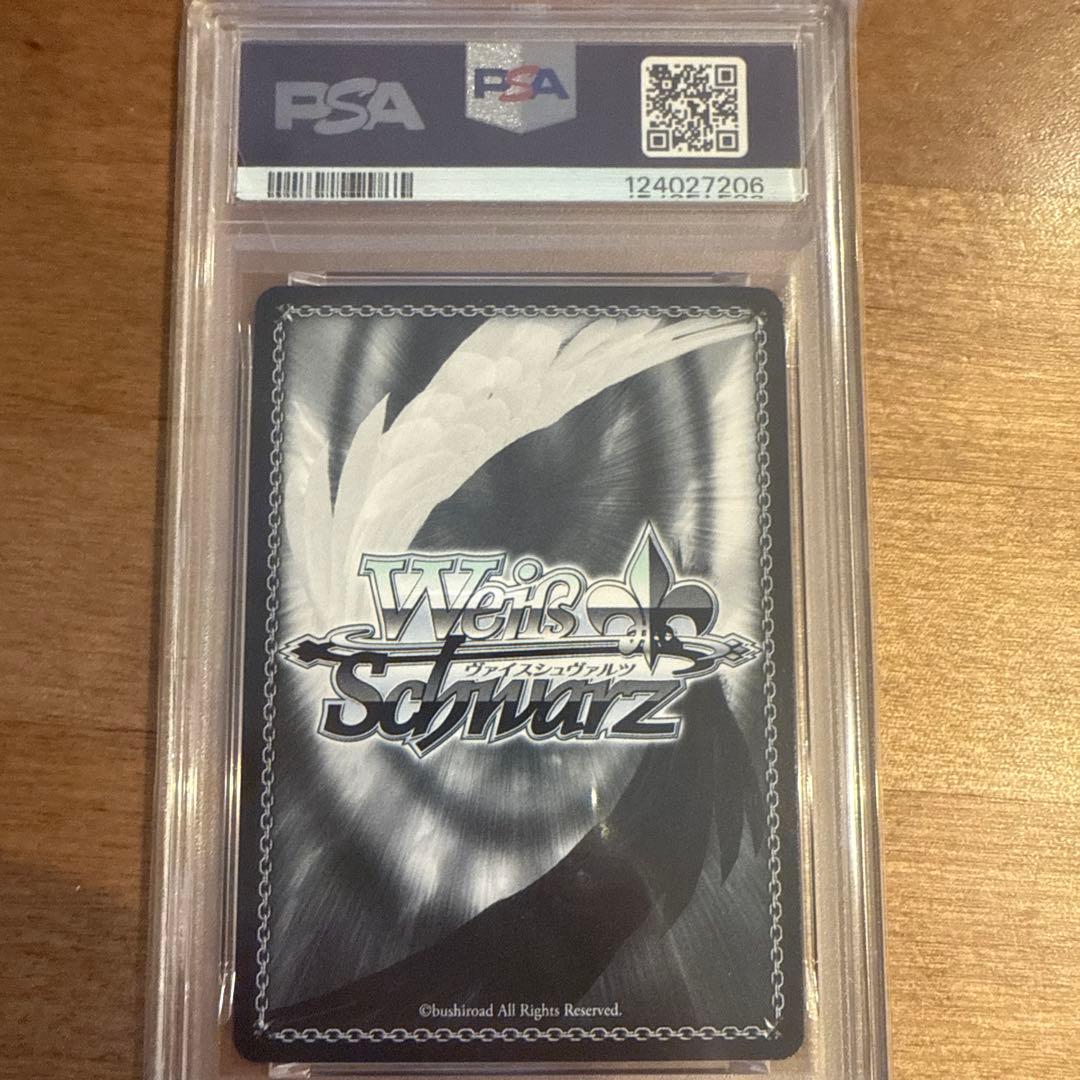 PSA
PSA
124027206
Weiß
ヴァイスシュヴァルツ
Schwarz
©bushiroad All Rights Reserved.